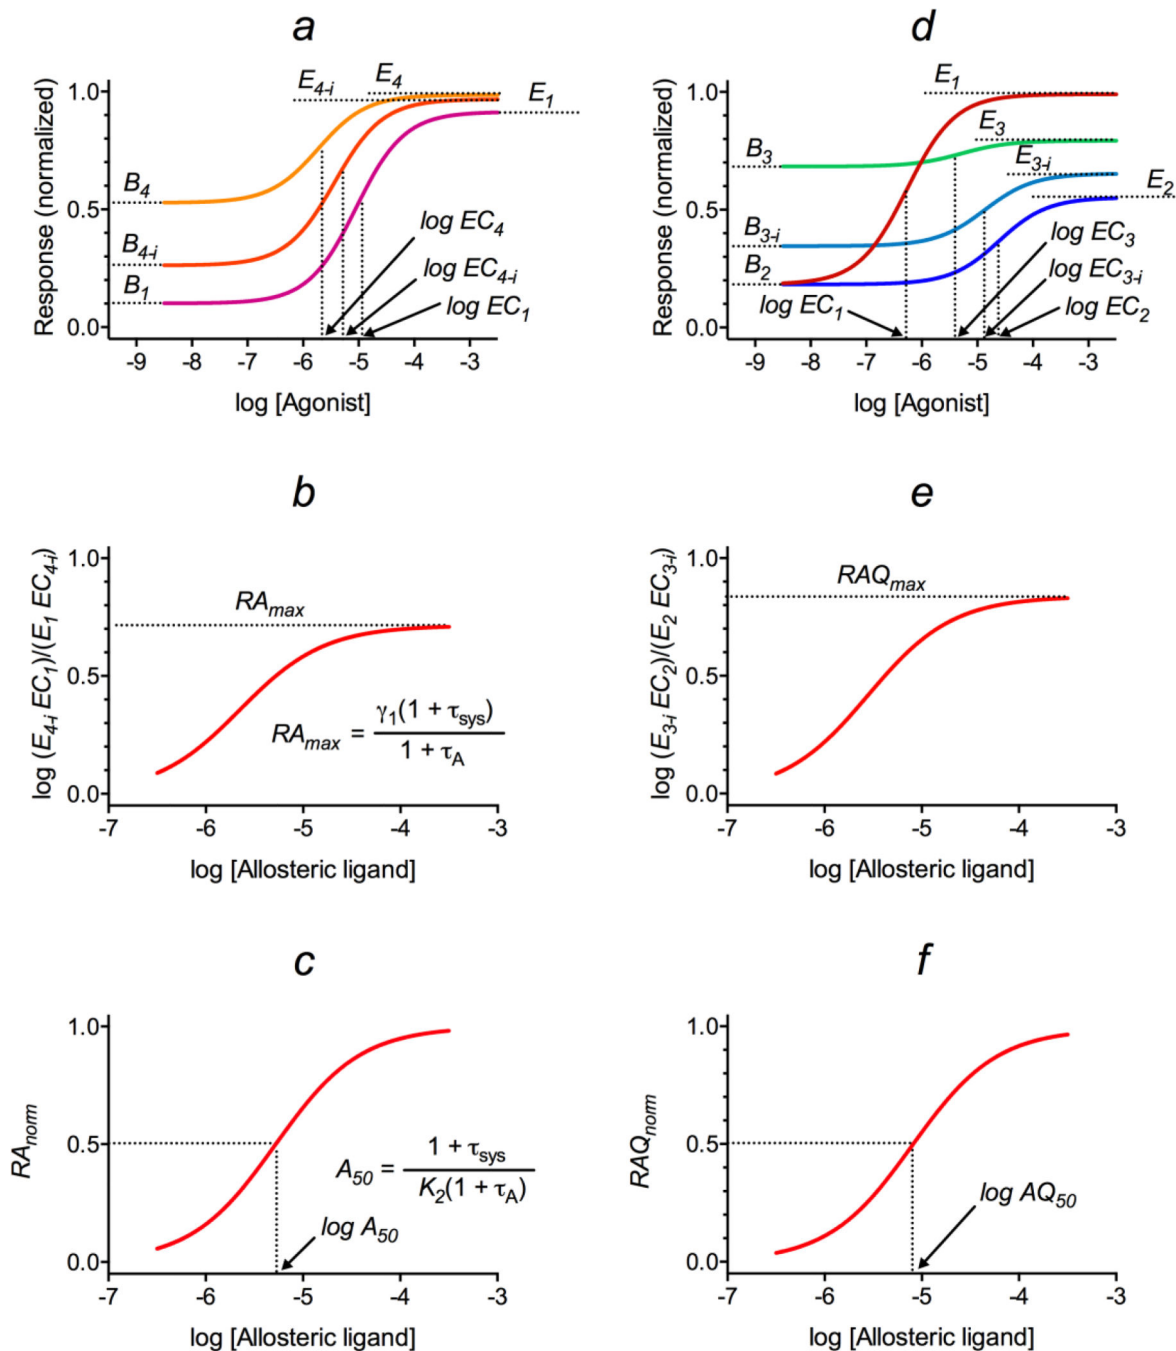 a
Response (normalized)
1.0
0.5
0.0
B₄
B₄₋ᵢ
B₁
E₄₋ᵢ
E₄
E₁
log EC₄
log EC₄₋ᵢ
log EC₁
-9 -8 -7 -6 -5 -4 -3
log [Agonist]
d
Response (normalized)
1.0
0.5
0.0
B₃
B₃₋ᵢ
B₂
E₁
E₃
E₃₋ᵢ
E₂
log EC₁
log EC₃
log EC₃₋ᵢ
log EC₂
-9 -8 -7 -6 -5 -4 -3
log [Agonist]
b
log (E₄₋ᵢ EC₁)/(E₁ EC₄₋ᵢ)
1.0
0.5
0.0
RAmax
RAmax = γ₁(1 + τsys) / 1 + τA
-7 -6 -5 -4 -3
log [Allosteric ligand]
e
log (E₃₋ᵢ EC₂)/(E₂ EC₃₋ᵢ)
1.0
0.5
0.0
RAQmax
-7 -6 -5 -4 -3
log [Allosteric ligand]
c
RAnorm
1.0
0.5
0.0
A₅₀ = 1 + τsys / K₂(1 + τA)
log A₅₀
-7 -6 -5 -4 -3
log [Allosteric ligand]
f
RAQnorm
1.0
0.5
0.0
log AQ₅₀
-7 -6 -5 -4 -3
log [Allosteric ligand]